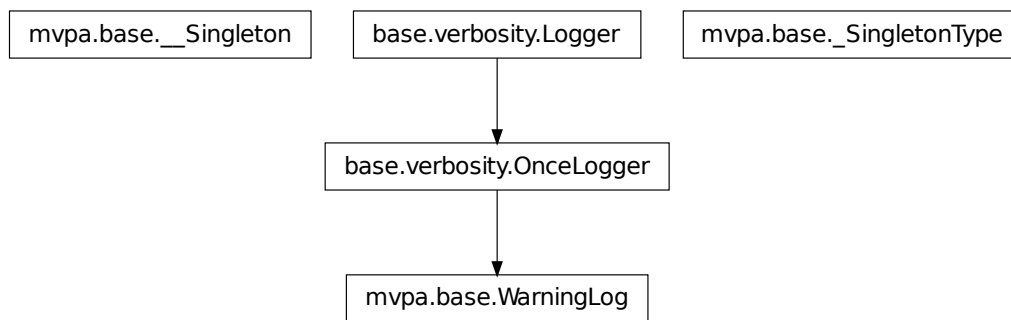 mvpa.base.__Singleton
base.verbosity.Logger
mvpa.base._SingletonType
base.verbosity.OnceLogger
mvpa.base.WarningLog